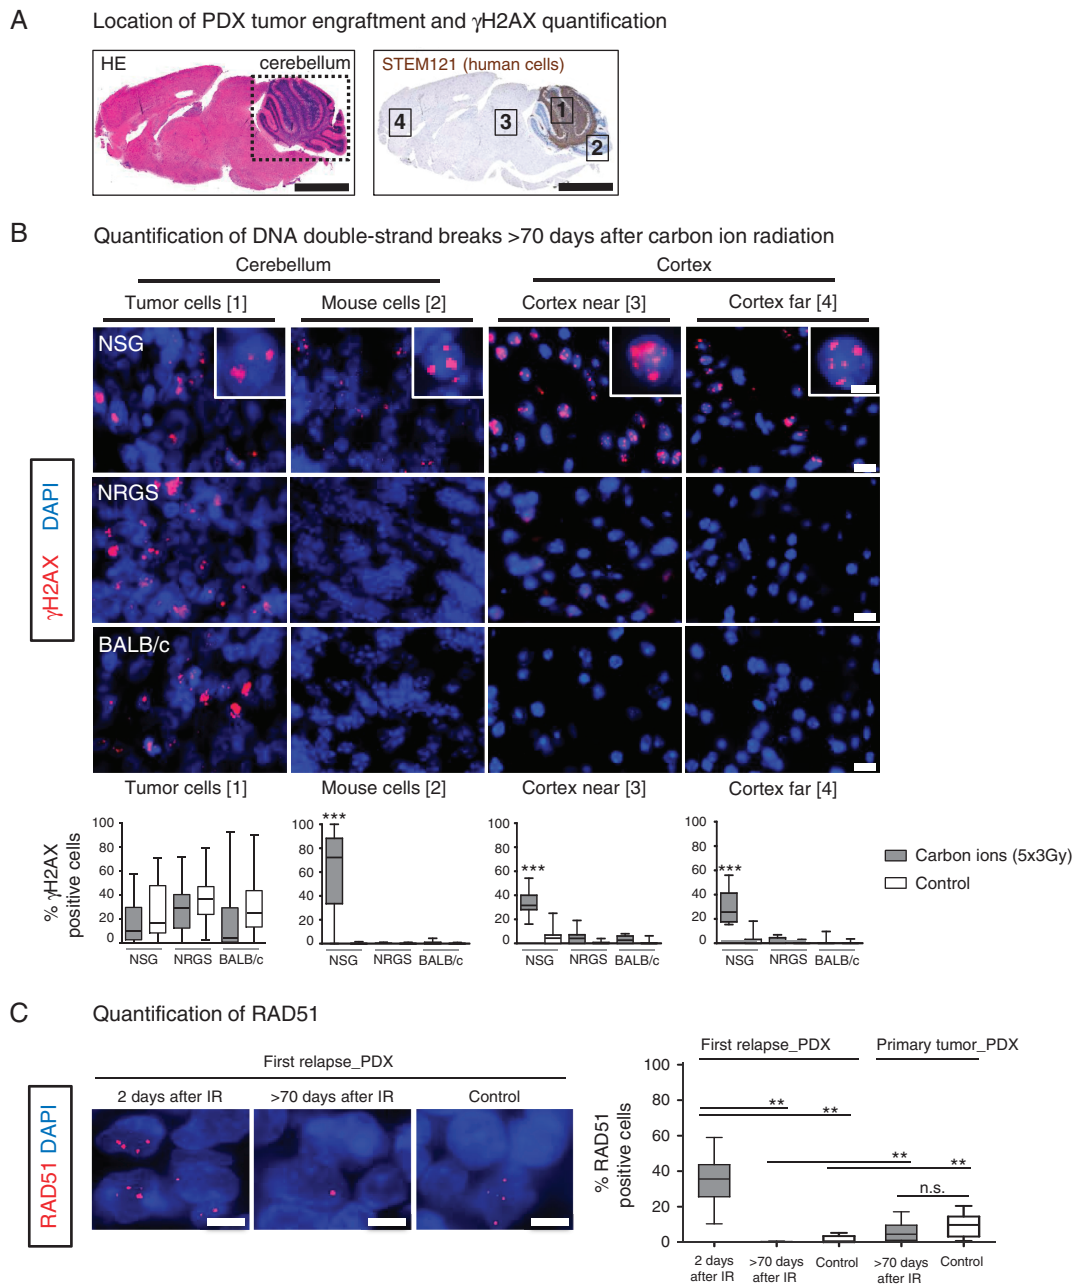 A Location of PDX tumor engraftment and γH2AX quantification
HE cerebellum
STEM121 (human cells)
4 3 1 2
B Quantification of DNA double-strand breaks >70 days after carbon ion radiation
Cerebellum Cortex
Tumor cells [1] Mouse cells [2] Cortex near [3] Cortex far [4]
NSG
NRGS
BALB/c
γH2AX DAPI
Tumor cells [1] Mouse cells [2] Cortex near [3] Cortex far [4]
% γH2AX
positive cells
100
80
60
40
20
0
NSG NRGS BALB/c
***
100
80
60
40
20
0
NSG NRGS BALB/c
***
100
80
60
40
20
0
NSG NRGS BALB/c
***
100
80
60
40
20
0
NSG NRGS BALB/c
Carbon ions (5x3Gy)
Control
C Quantification of RAD51
First relapse_PDX
2 days after IR >70 days after IR Control
RAD51 DAPI
First relapse_PDX Primary tumor_PDX
% RAD51
positive cells
100
80
60
40
20
0
**
**
**
**
n.s.
2 days
after IR
>70 days
after IR
Control
>70 days
after IR
Control